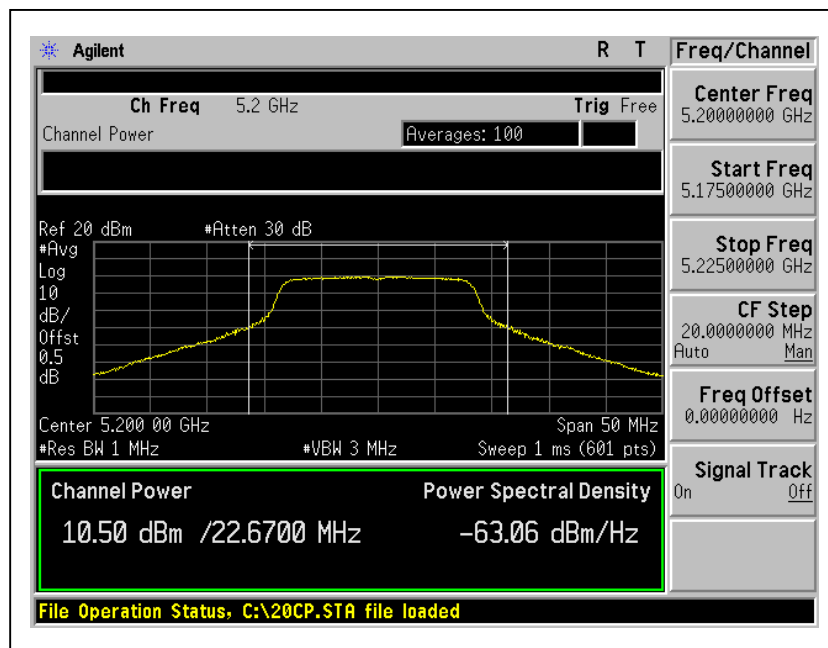 Agilent R T Freq/Channel
Ch Freq 5.2 GHz Trig Free
Channel Power Averages: 100
Center Freq
5.20000000 GHz
Start Freq
5.17500000 GHz
Stop Freq
5.22500000 GHz
CF Step
20.0000000 MHz
Auto Man
Freq Offset
0.00000000 Hz
Signal Track
On Off
Ref 20 dBm #Atten 30 dB
#Avg
Log
10
dB/
Offst
0.5
dB
Center 5.200 00 GHz Span 50 MHz
#Res BW 1 MHz #VBW 3 MHz Sweep 1 ms (601 pts)
Channel Power Power Spectral Density
10.50 dBm /22.6700 MHz -63.06 dBm/Hz
File Operation Status, C:\20CP.STA file loaded